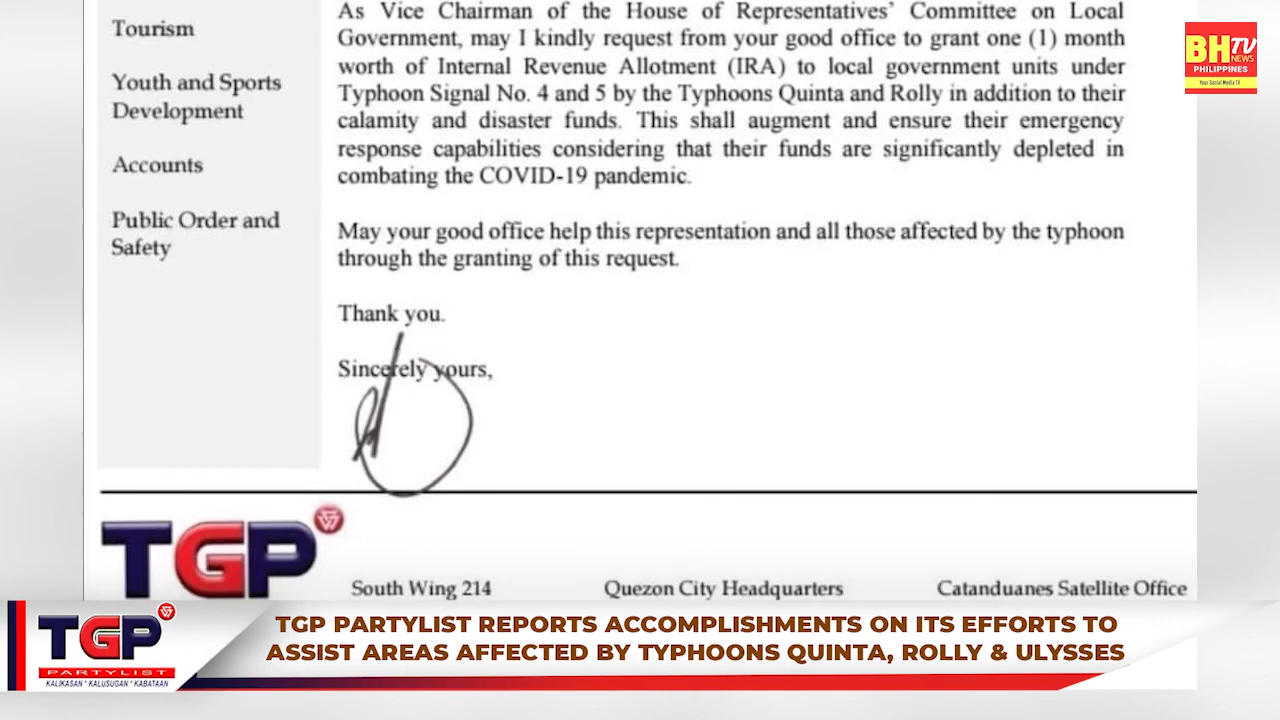 Tourism
Youth and Sports
Development
Accounts
Public Order and
Safety
As Vice Chairman of the House of Representatives' Committee on Local
Government, may I kindly request from your good office to grant one (1) month
worth of Internal Revenue Allotment (IRA) to local government units under
Typhoon Signal No. 4 and 5 by the Typhoons Quinta and Rolly in addition to their
calamity and disaster funds. This shall augment and ensure their emergency
response capabilities considering that their funds are significantly depleted in
combating the COVID-19 pandemic.
May your good office help this representation and all those affected by the typhoon
through the granting of this request.
Thank you.
Sincerely yours,
TGP
South Wing 214
Quezon City Headquarters
Catanduanes Satellite Office
BHTV
NEWS
PHILIPPINES
Your Social Media TV
TGP
PARTYLIST
KALIKASAN * KALUSUGAN * KABATAAN
TGP PARTYLIST REPORTS ACCOMPLISHMENTS ON ITS EFFORTS TO
ASSIST AREAS AFFECTED BY TYPHOONS QUINTA, ROLLY & ULYSSES